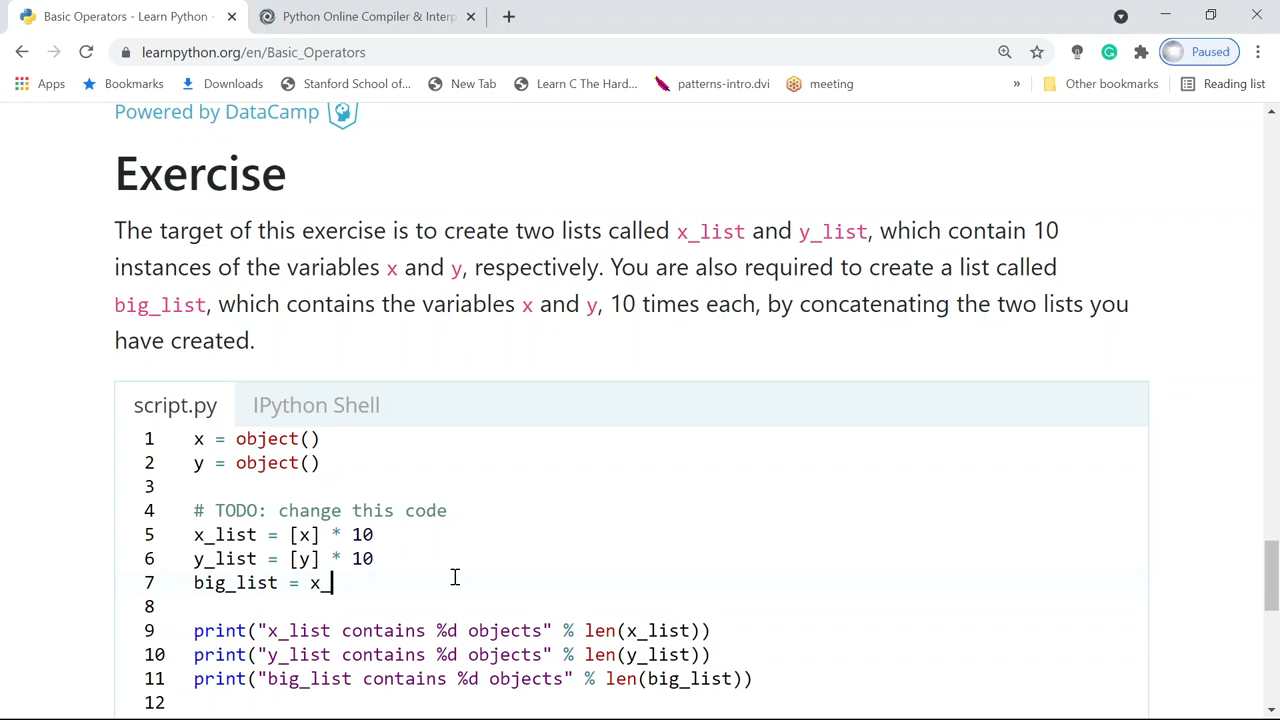 Basic Operators - Learn Python -
Python Online Compiler & Interp
learnpython.org/en/Basic_Operators
Paused
Apps
Bookmarks
Downloads
Stanford School of...
New Tab
Learn C The Hard...
patterns-intro.dvi
meeting
»
Other bookmarks
Reading list
Powered by DataCamp
Exercise
The target of this exercise is to create two lists called x_list and y_list, which contain 10
instances of the variables x and y, respectively. You are also required to create a list called
big_list, which contains the variables x and y, 10 times each, by concatenating the two lists you
have created.
script.py
IPython Shell
1 x = object()
2 y = object()
3
4 # TODO: change this code
5 x_list = [x] * 10
6 y_list = [y] * 10
7 big_list = x_
8
9 print("x_list contains %d objects" % len(x_list))
10 print("y_list contains %d objects" % len(y_list))
11 print("big_list contains %d objects" % len(big_list))
12